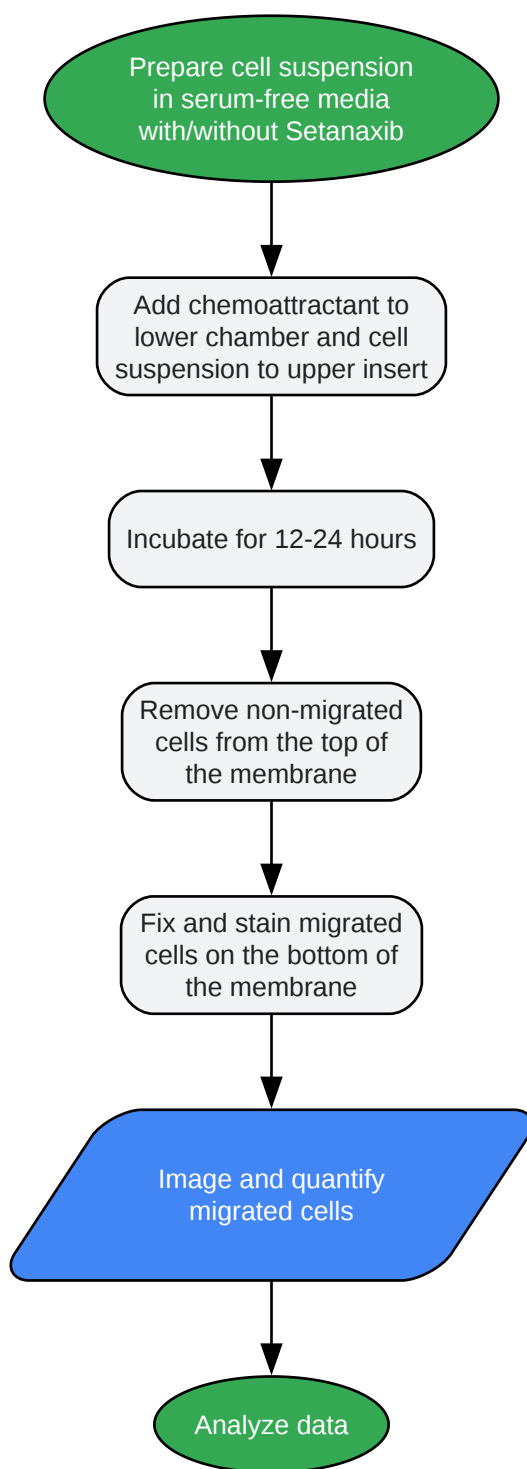 Prepare cell suspension
in serum-free media
with/without Setanaxib
Add chemoattractant to
lower chamber and cell
suspension to upper insert
Incubate for 12-24 hours
Remove non-migrated
cells from the top of
the membrane
Fix and stain migrated
cells on the bottom of
the membrane
Image and quantify
migrated cells
Analyze data